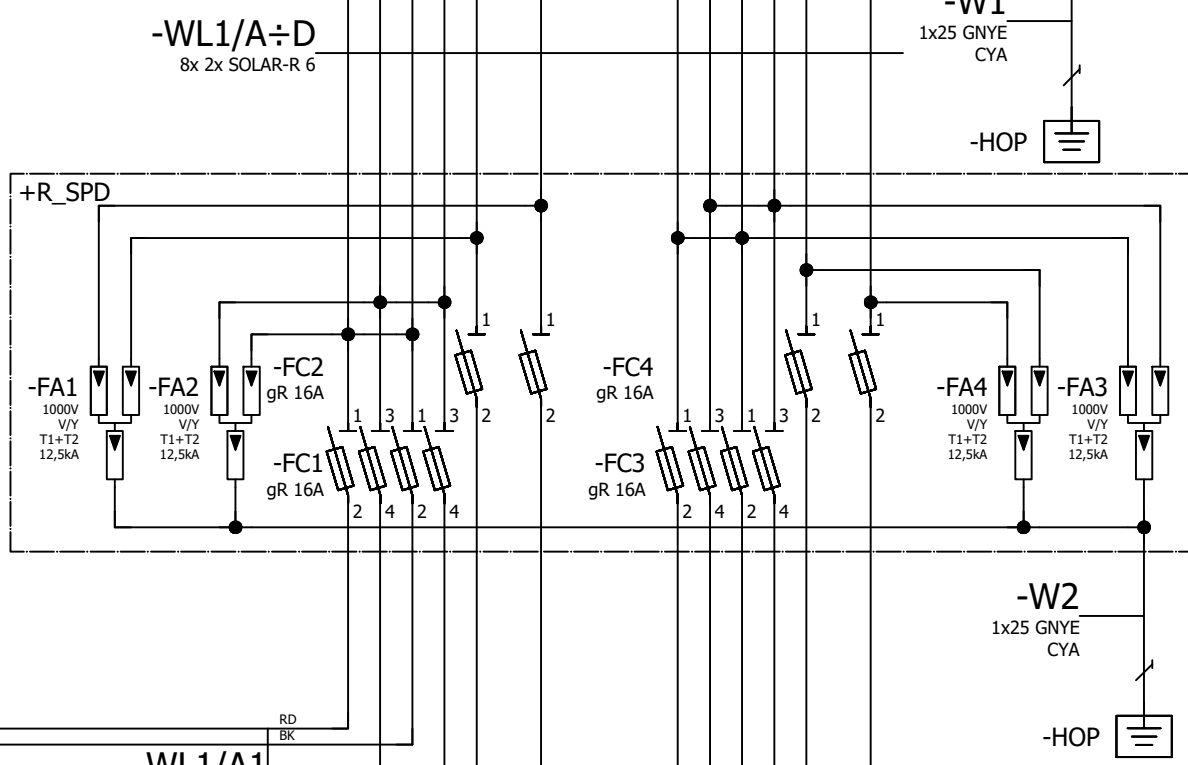 -W1
-WL1/A÷D
1x25 GNYE
8x 2x SOLAR-R 6
CYA
-HOP
+R_SPD
1
1
1
1
-FC2
gR 16A
-FC4
gR 16A
-FA1
1000V
V/Y
T1+T2
12,5kA
-FA2
1000V
V/Y
T1+T2
12,5kA
-FA4
1000V
V/Y
T1+T2
12,5kA
-FA3
1000V
V/Y
T1+T2
12,5kA
1 3 1 3 2 2
1 3 1 3 2 2
-FC1
gR 16A
-FC3
gR 16A
2 4 2 4
2 4 2 4
-W2
1x25 GNYE
CYA
RD
BK
-HOP
WL1/A1